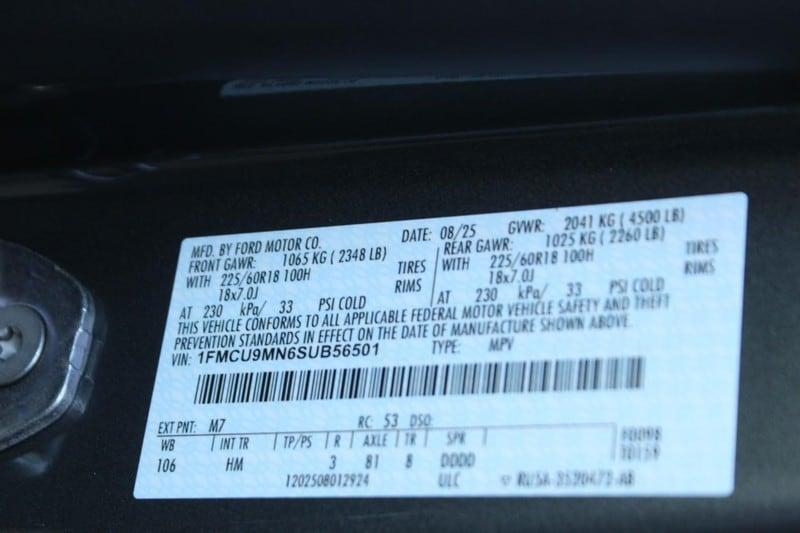 MFD. BY FORD MOTOR CO. DATE: 08/25 GVWR: 2041 KG ( 4500 LB)
FRONT GAWR: 1065 KG ( 2348 LB) REAR GAWR: 1025 KG ( 2260 LB)
WITH 225/60R18 100H TIRES WITH 225/60R18 100H TIRES
18x7.0J RIMS 18x7.0J RIMS
AT 230 kPa/ 33 PSI COLD AT 230 kPa/ 33 PSI COLD
THIS VEHICLE CONFORMS TO ALL APPLICABLE FEDERAL MOTOR VEHICLE SAFETY AND THEFT
PREVENTION STANDARDS IN EFFECT ON THE DATE OF MANUFACTURE SHOWN ABOVE.
VIN: 1FMCU9MN6SUB56501 TYPE: MPV
EXT PNT: M7 RC: 53 DSO:
WB INT TR TP/PS R AXLE TR SPR
106 HM 3 81 8 DDDD
1202508012924 ULC